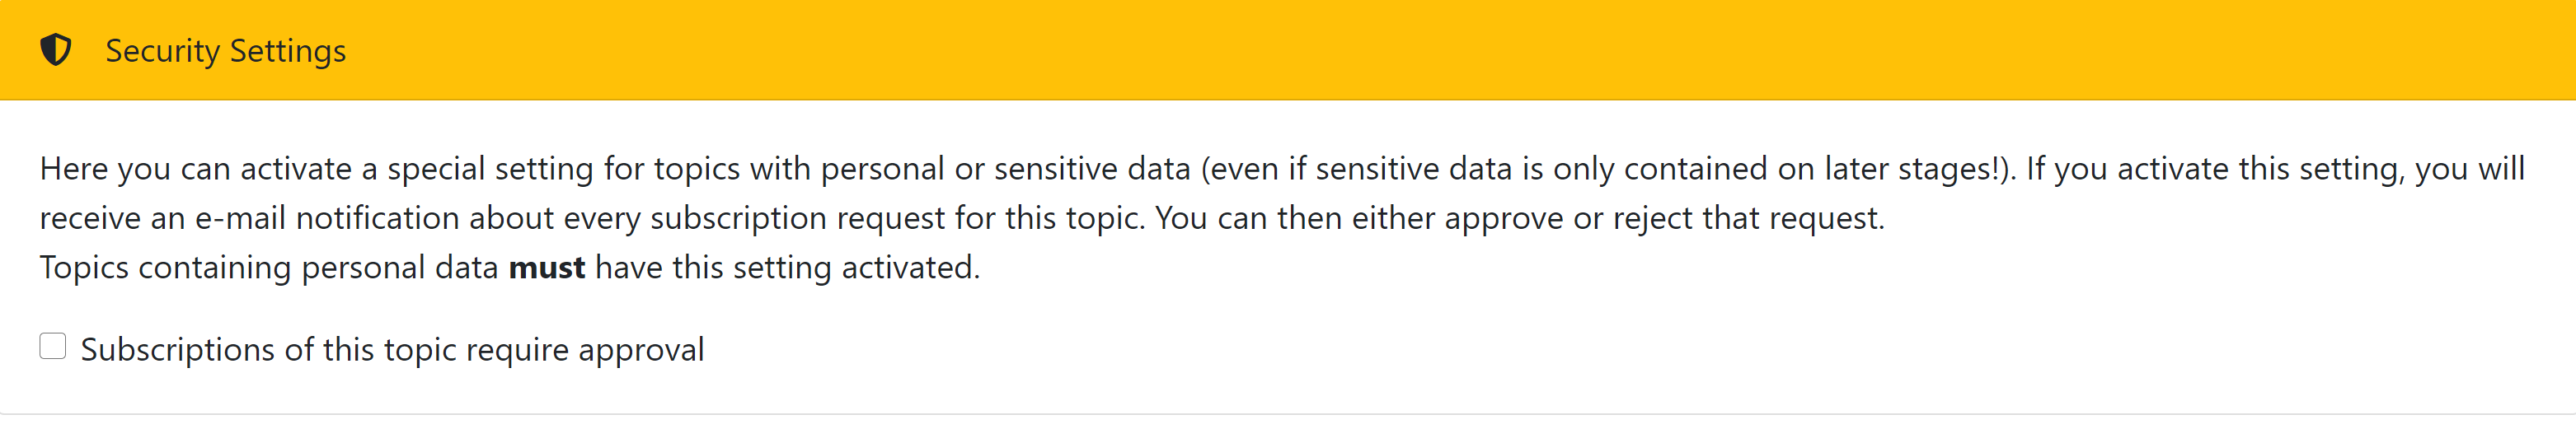 Security Settings
Here you can activate a special setting for topics with personal or sensitive data (even if sensitive data is only contained on later stages!). If you activate this setting, you will
receive an e-mail notification about every subscription request for this topic. You can then either approve or reject that request.
Topics containing personal data must have this setting activated.
Subscriptions of this topic require approval